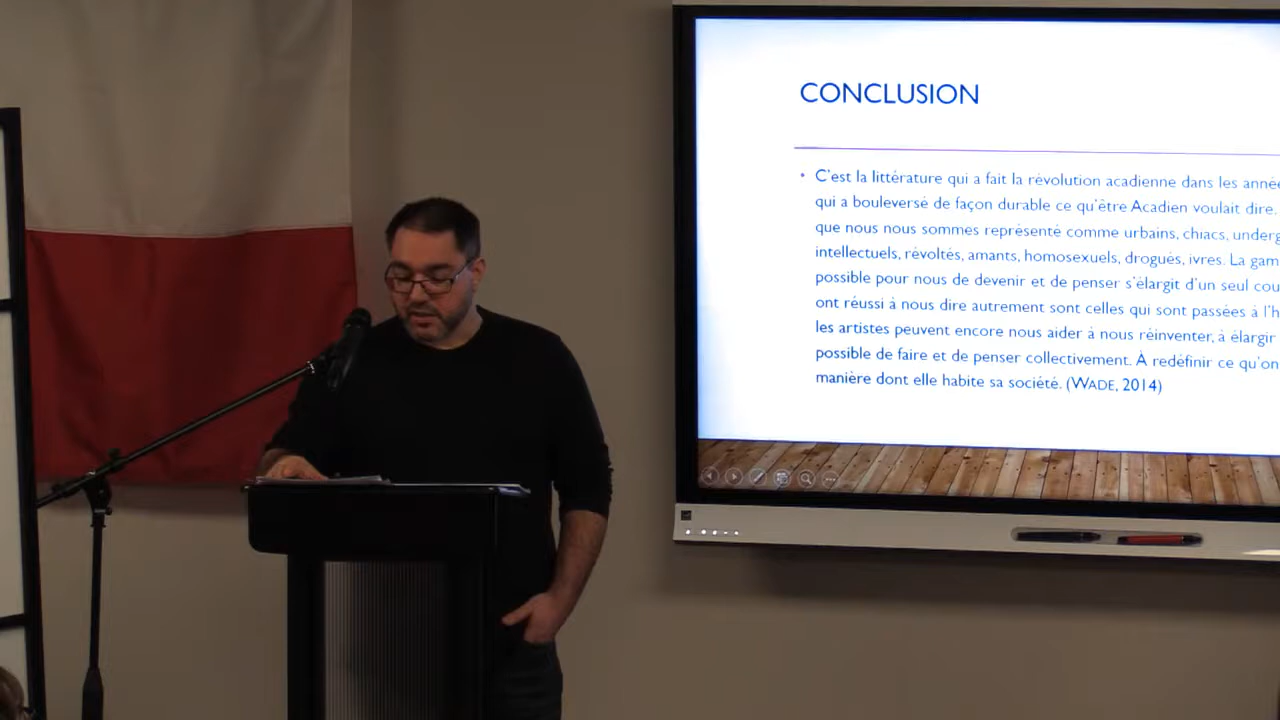 CONCLUSION
• C'est la littérature qui a fait la révolution acadienne dans les
qui a bouleversé de façon durable ce qu'être Acadien voulait dire.
que nous nous sommes représenté comme urbains, chiacs,
intellectuels, révoltés, amants, homosexuels, drogués, ivres. La
possible pour nous de devenir et de penser s'élargit d'un seul
ont réussi à nous dire autrement sont celles qui sont passées à
les artistes peuvent encore nous aider à nous réinventer, à élargir
possible de faire et de penser collectivement. À redéfinir ce qu'on
manière dont elle habite sa société. (WADE, 2014)